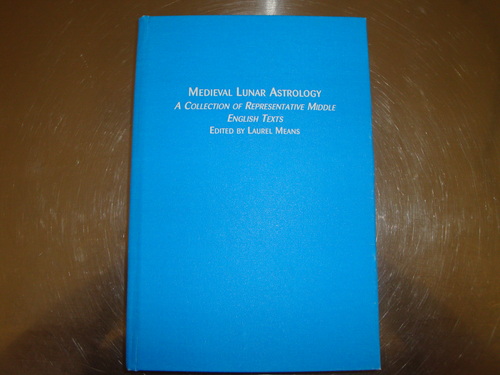 Medieval Lunar Astrology
A Collection of Representative Middle
English Texts
Edited by Laurel Means